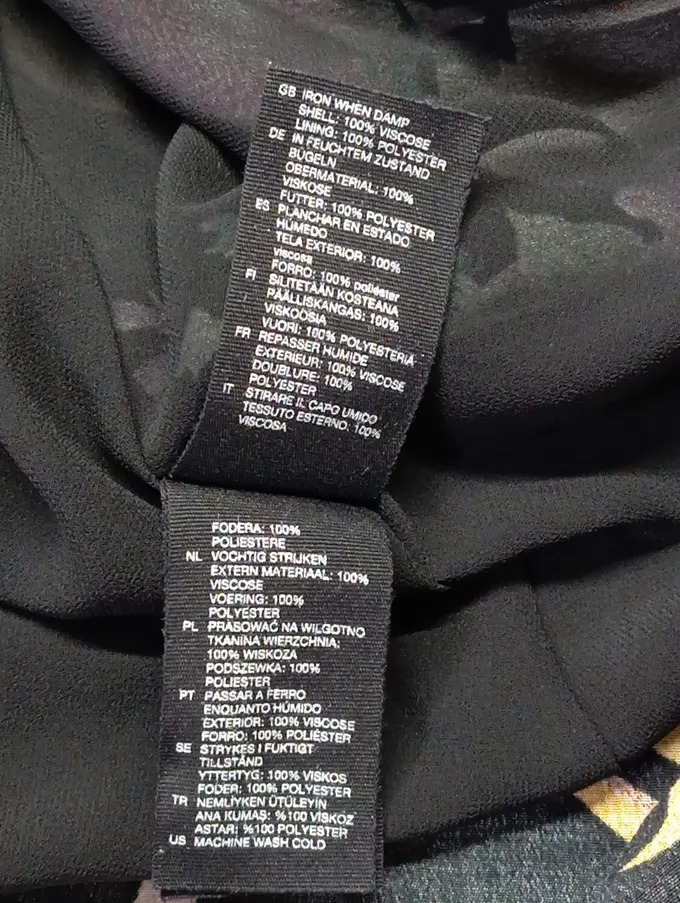 GB IRON WHEN DAMP
SHELL: 100% VISCOSE
LINING: 100% POLYESTER
DE IN FEUCHTEM ZUSTAND
BÜGELN
OBERMATERIAL: 100%
VISKOSE
FUTTER: 100% POLYESTER
ES PLANCHAR EN ESTADO
HÚMEDO
TELA EXTERIOR: 100%
viscosa
FORRO: 100% poliéster
FI SILITETÄÄN KOSTEANA
PÄÄLLISKANGAS: 100%
VISKOOSIA
VUORI: 100% POLYESTERIÄ
FR REPASSER HUMIDE
EXTERIEUR: 100% VISCOSE
DOUBLURE: 100%
POLYESTER
IT STIRARE IL CAPO UMIDO
TESSUTO ESTERNO: 100%
VISCOSA
FODERA: 100%
POLIESTERE
NL VOCHTIG STRIJKEN
EXTERN MATERIAAL: 100%
VISCOSE
VOERING: 100%
POLYESTER
PL PRASOWAĆ NA WILGOTNO
TKANINA WIERZCHNIA:
100% WISKOZA
PODSZEWKA: 100%
POLIESTER
PT PASSAR A FERRO
ENQUANTO HÚMIDO
EXTERIOR: 100% VISCOSE
FORRO: 100% POLIÉSTER
SE STRYKES I FUKTIGT
TILLSTÅND
YTTERTYG: 100% VISKOS
FODER: 100% POLYESTER
TR NEMLİYKEN ÜTÜLEYİN
ANA KUMAŞ: %100 VİSKOZ
ASTAR: %100 POLYESTER
US MACHINE WASH COLD